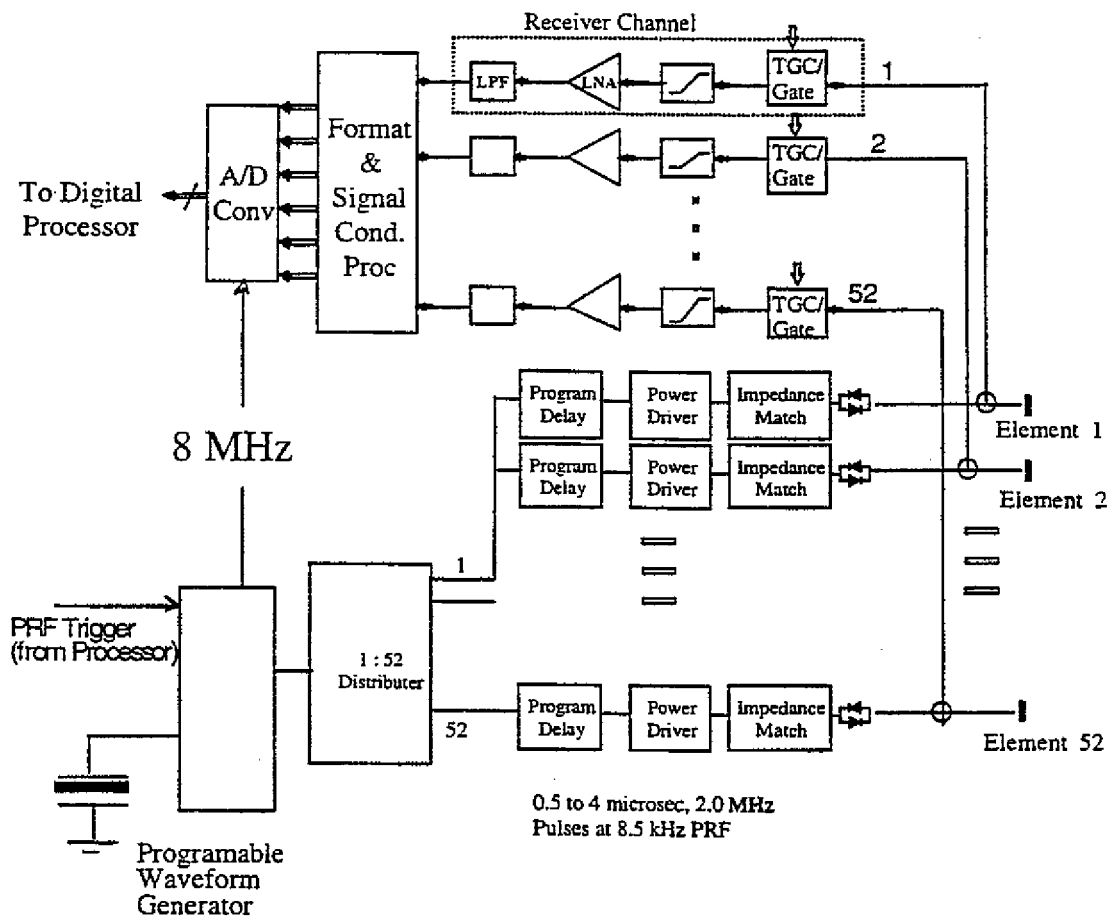 Receiver Channel
LPF
LNA
TGC/
Gate
1
TGC/
Gate
2
TGC/
Gate
52
Format
&
Signal
Cond.
Proc
A/D
Conv
To Digital
Processor
8 MHz
Program
Delay
Power
Driver
Impedance
Match
Element 1
Program
Delay
Power
Driver
Impedance
Match
Element 2
1
PRF Trigger
(from Processor)
1 : 52
Distributer
52
Program
Delay
Power
Driver
Impedance
Match
Element 52
0.5 to 4 microsec, 2.0 MHz
Pulses at 8.5 kHz PRF
Programable
Waveform
Generator